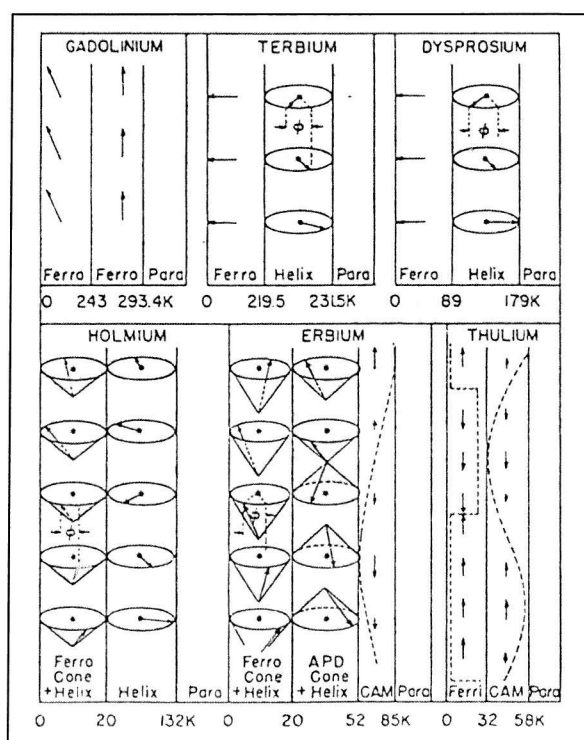 GADOLINIUM
Ferro Ferro Para
0 243 293.4K
TERBIUM
ϕ
Ferro Helix Para
0 219.5 231.5K
DYSPROSIUM
ϕ
Ferro Helix Para
0 89 179K
HOLMIUM
ϕ
Ferro Cone + Helix Helix Para
0 20 132K
ERBIUM
ϕ
Ferro Cone + Helix APD Cone + Helix CAM Para
0 20 52 85K
THULIUM
Ferri CAM Para
0 32 58K